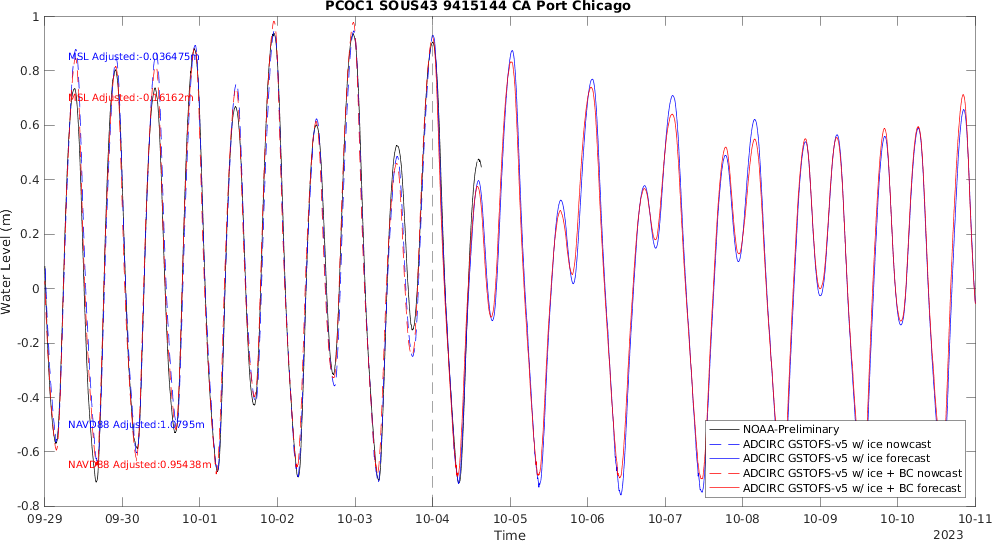 PCOC1 SOUS43 9415144 CA Port Chicago
Water Level (m)
1
0.8
0.6
0.4
0.2
0
-0.2
-0.4
-0.6
-0.8
MSL Adjusted:-0.036475m
MSL Adjusted:-0.16162m
NAVD88 Adjusted:1.0795m
NAVD88 Adjusted:0.95438m
NOAA-Preliminary
ADCIRC GSTOFS-v5 w/ ice nowcast
ADCIRC GSTOFS-v5 w/ ice forecast
ADCIRC GSTOFS-v5 w/ ice + BC nowcast
ADCIRC GSTOFS-v5 w/ ice + BC forecast
09-29 09-30 10-01 10-02 10-03 10-04 10-05 10-06 10-07 10-08 10-09 10-10 10-11
Time
2023